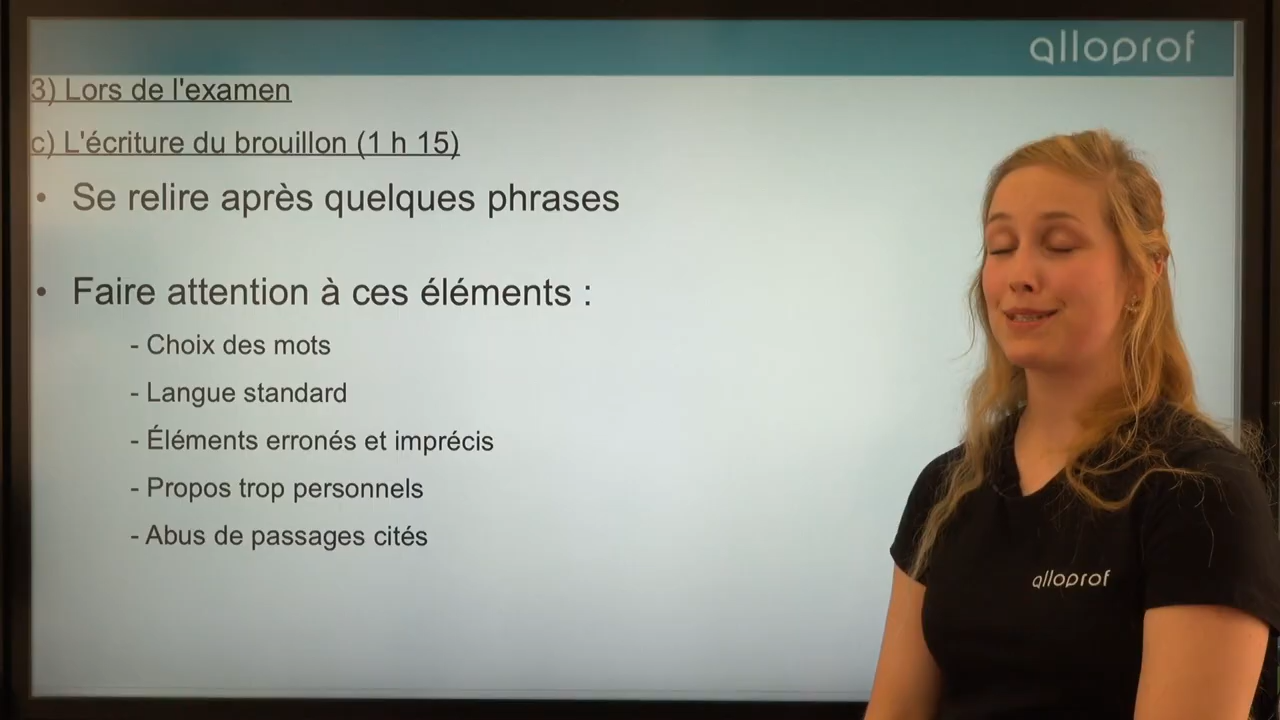 alloprof
3) Lors de l'examen
c) L'écriture du brouillon (1 h 15)
• Se relire après quelques phrases
• Faire attention à ces éléments :
- Choix des mots
- Langue standard
- Éléments erronés et imprécis
- Propos trop personnels
- Abus de passages cités
alloprof